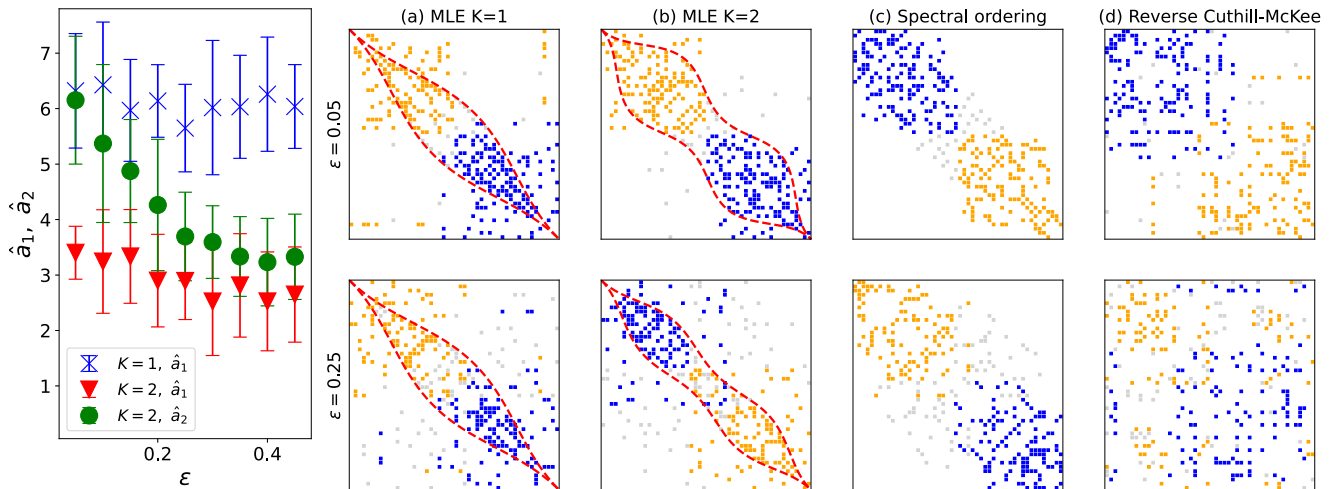 (a) MLE K=1
(b) MLE K=2
(c) Spectral ordering
(d) Reverse Cuthill-McKee
7
6
5
4
3
2
1
â₁, â₂
K = 1, â₁
K = 2, â₁
K = 2, â₂
0.2
0.4
ε
ε = 0.05
ε = 0.25